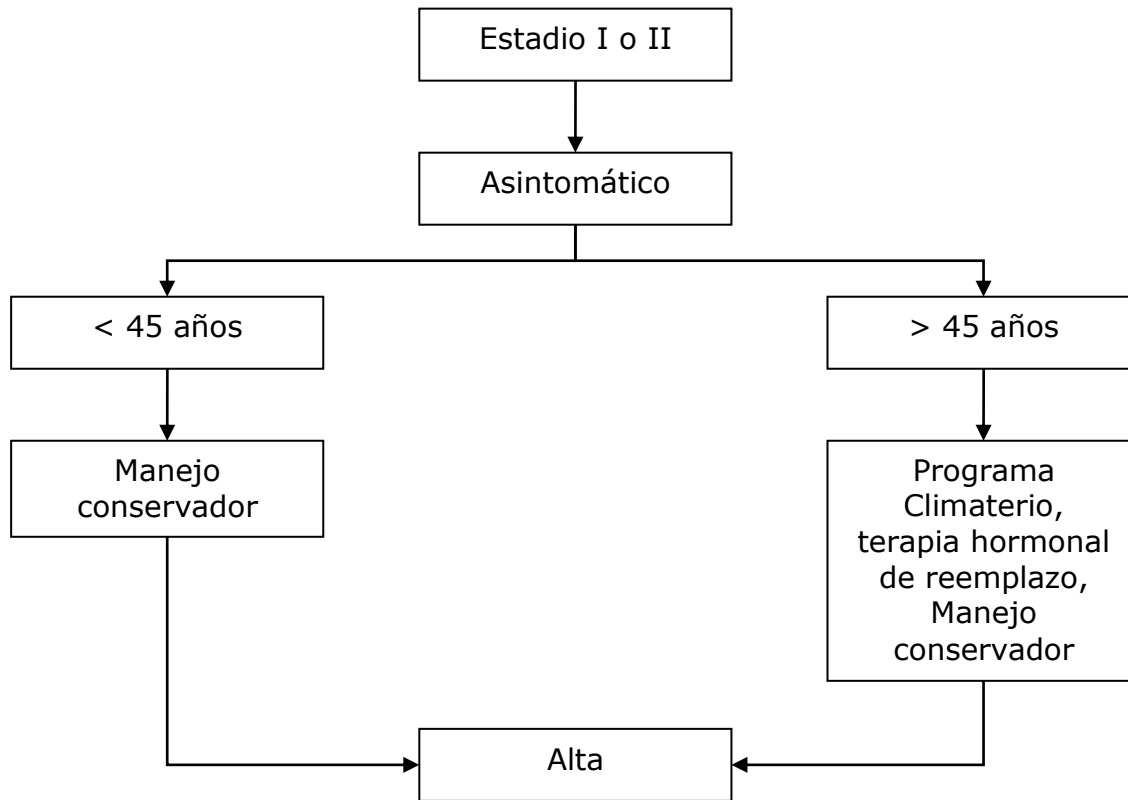 Estadio I o II
Asintomático
< 45 años
> 45 años
Manejo
conservador
Programa
Climaterio,
terapia hormonal
de reemplazo,
Manejo
conservador
Alta